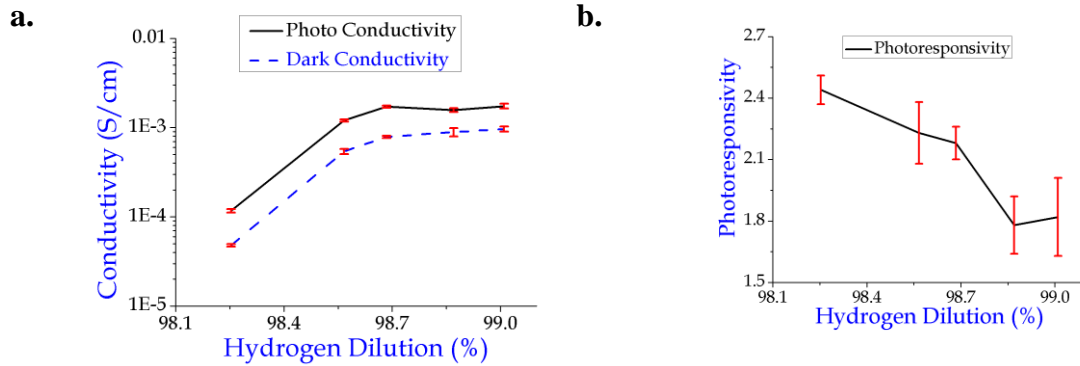 a.
Photo Conductivity
Dark Conductivity
Conductivity (S/cm)
0.01
1E-3
1E-4
1E-5
98.1 98.4 98.7 99.0
Hydrogen Dilution (%)
b.
Photoresponsivity
Photoresponsivity
2.7
2.4
2.1
1.8
1.5
98.1 98.4 98.7 99.0
Hydrogen Dilution (%)